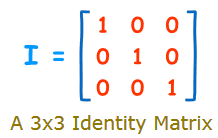 I = [ 1 0 0
0 1 0
0 0 1 ]
A 3x3 Identity Matrix